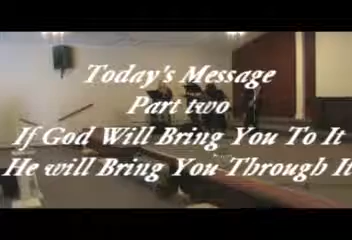 Today's Message
Part two
If God Will Bring You To It
He will Bring You Through It